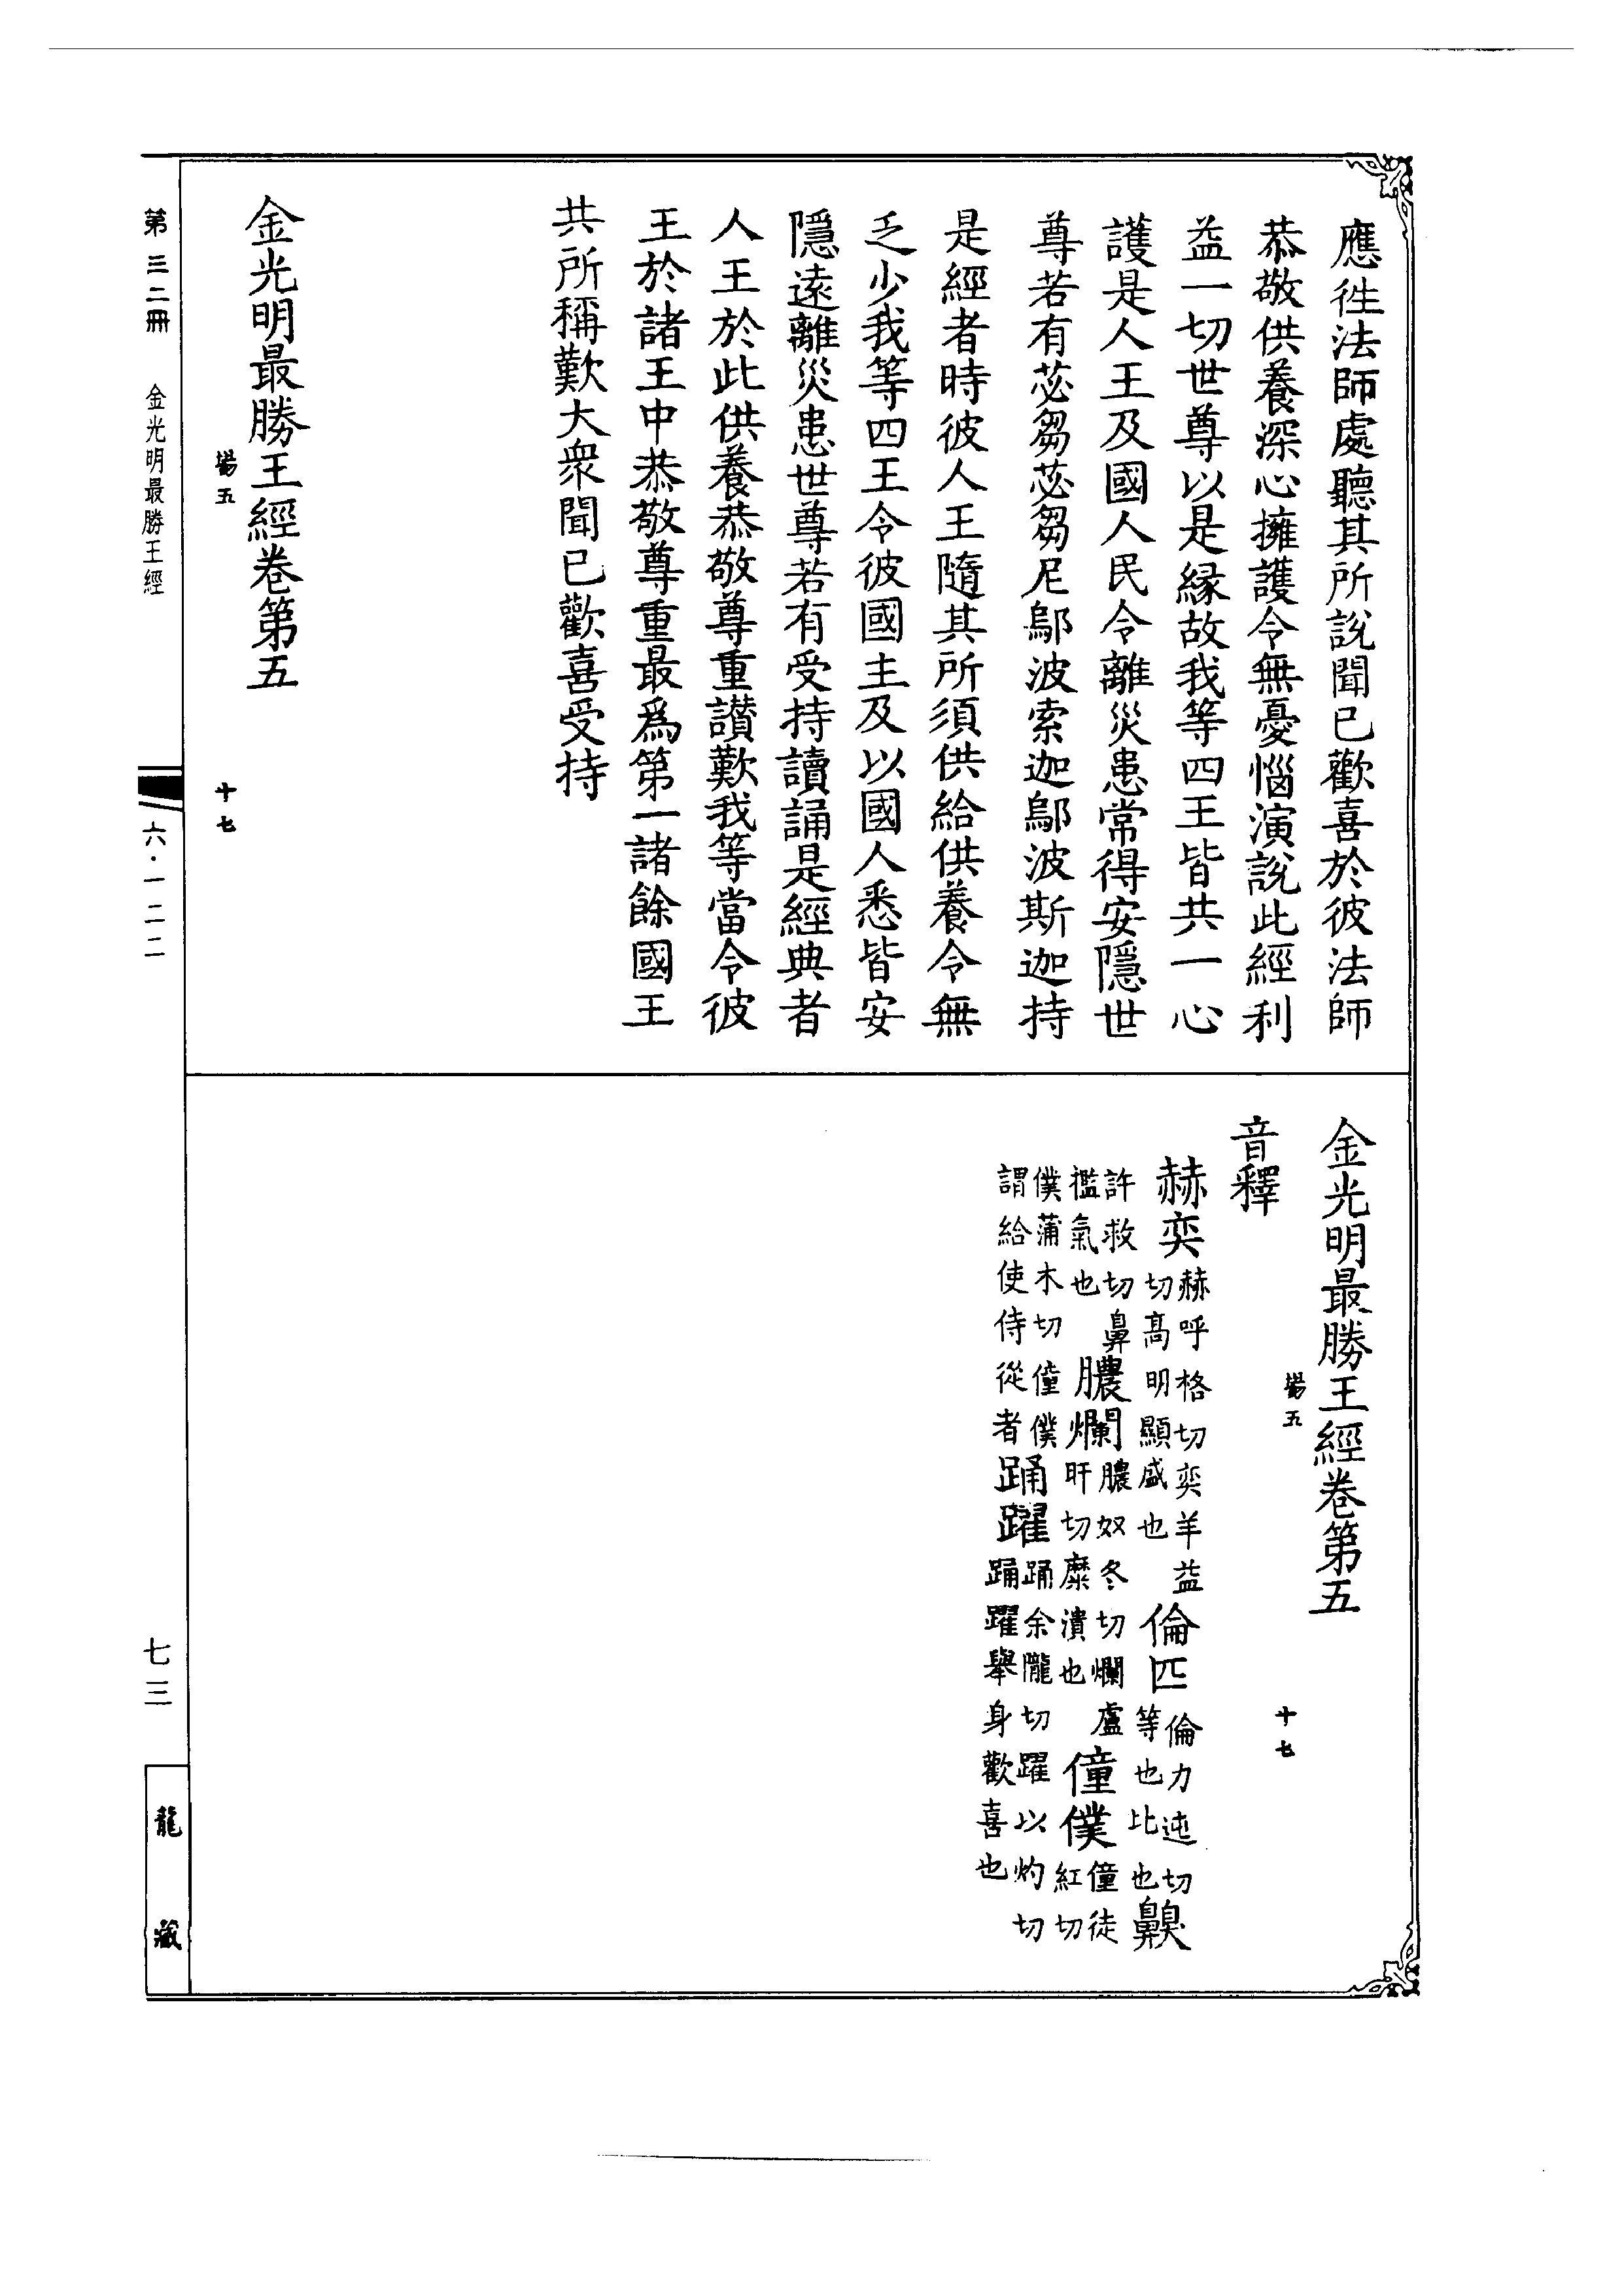 應徃法師處聽其所說聞已歡喜於彼法師
恭敬供養深心擁護令無憂惱演說此經利
益一切世尊以是縁故我等四王皆共一心
護是人王及國人民令離災患常得安隱世
尊若有苾芻苾芻尼鄔波索迦鄔波斯迦持
是經者時彼人王隨其所須供給供養令無
乏少我等四王令彼國主及以國人悉皆安
隱遠離災患世尊若有受持讀誦是經典者
人王於此供養恭敬尊重讃歎我等當令彼
王於諸王中恭敬尊重最爲第一諸餘國王
共所稱歎大衆聞已歡喜受持
金光明最勝王經卷第五
五 十七
金光明最勝王經卷第五
五 十七
音釋
赫奕 赫呼格切奕羊益
切高明顯盛也 倫匹 倫力迍切
等也比也 齅
許救切鼻
襤氣也 膿爛 膿奴冬切爛盧
旰切糜潰也 僮僕 僮徒
紅切
僕蒲木切僮僕
謂給使侍從者 踊躍 踊余隴切躍以灼切
踊躍舉身歡喜也
第三二冊 金光明最勝王經 六·一二二 七三 龍藏